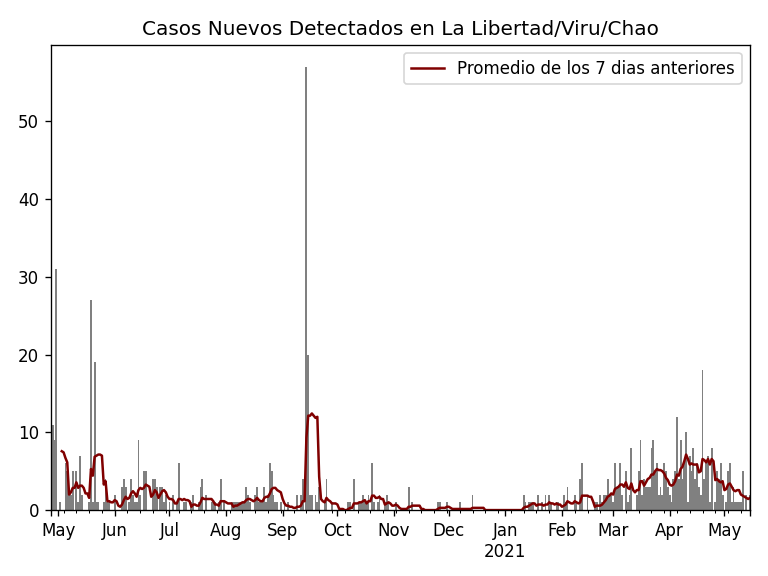 Casos Nuevos Detectados en La Libertad/Viru/Chao
Promedio de los 7 dias anteriores
50
40
30
20
10
0
May Jun Jul Aug Sep Oct Nov Dec Jan Feb Mar Apr May
2021